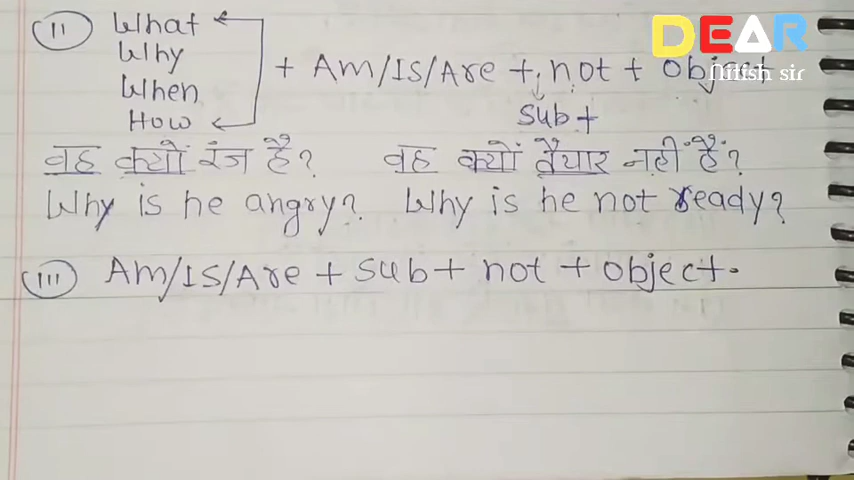 DEAR
Nitish sir
(ii) What
Why
When
How
+ Am/Is/Are + not + object
Sub +
वह क्यों रंज है? वह क्यों तैयार नहीं है?
Why is he angry? Why is he not ready?
(iii) Am/Is/Are + Sub + not + object.